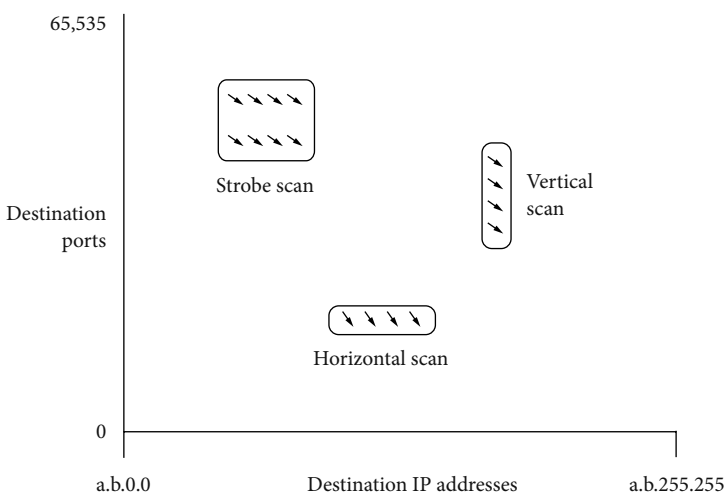 65,535
Strobe scan
Vertical
scan
Destination
ports
Horizontal scan
0
a.b.0.0
Destination IP addresses
a.b.255.255